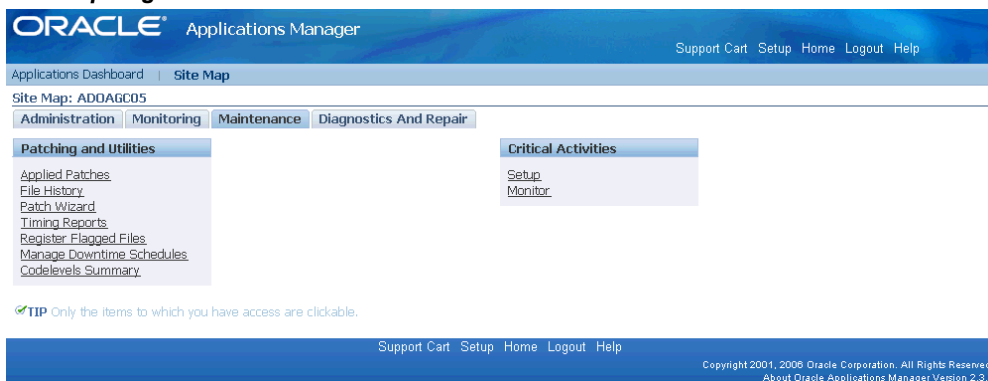 ORACLE® Applications Manager
Support Cart Setup Home Logout Help
Applications Dashboard | Site Map
Site Map: ADOAGC05
Administration Monitoring Maintenance Diagnostics And Repair
Patching and Utilities
Applied Patches
File History
Patch Wizard
Timing Reports
Register Flagged Files
Manage Downtime Schedules
Codelevels Summary
Critical Activities
Setup
Monitor
TIP Only the items to which you have access are clickable.
Support Cart Setup Home Logout Help
Copyright 2001, 2006 Oracle Corporation. All Rights Reserve
About Oracle Applications Manager Version 2.3.